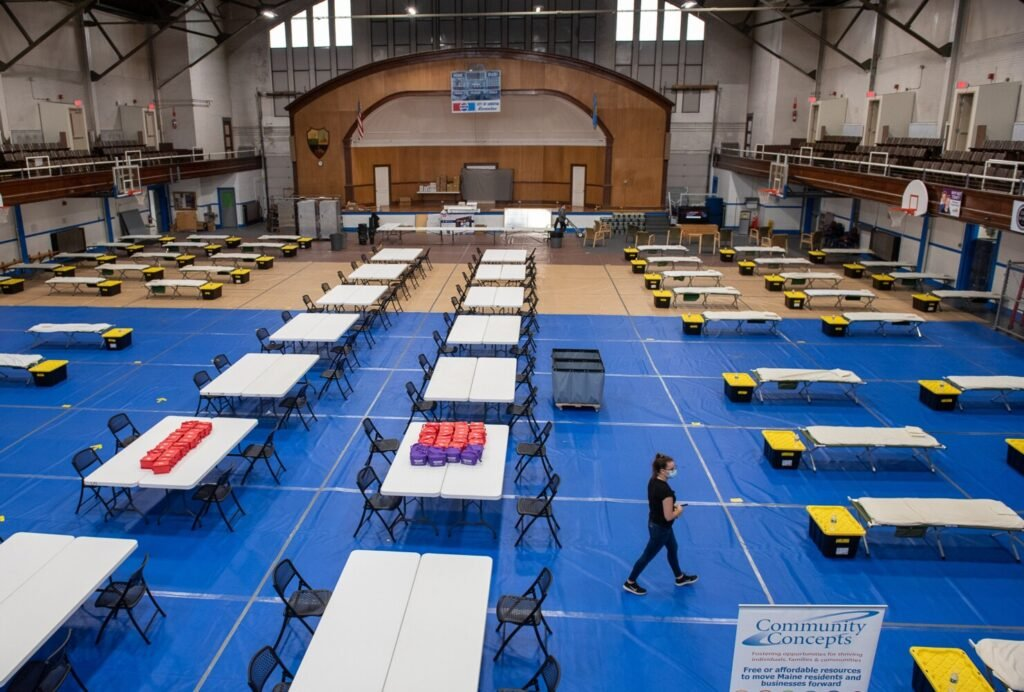 Community
Concepts
Fostering opportunities for thriving
individuals, families & communities
Free or affordable resources
to move Maine residents and
businesses forward